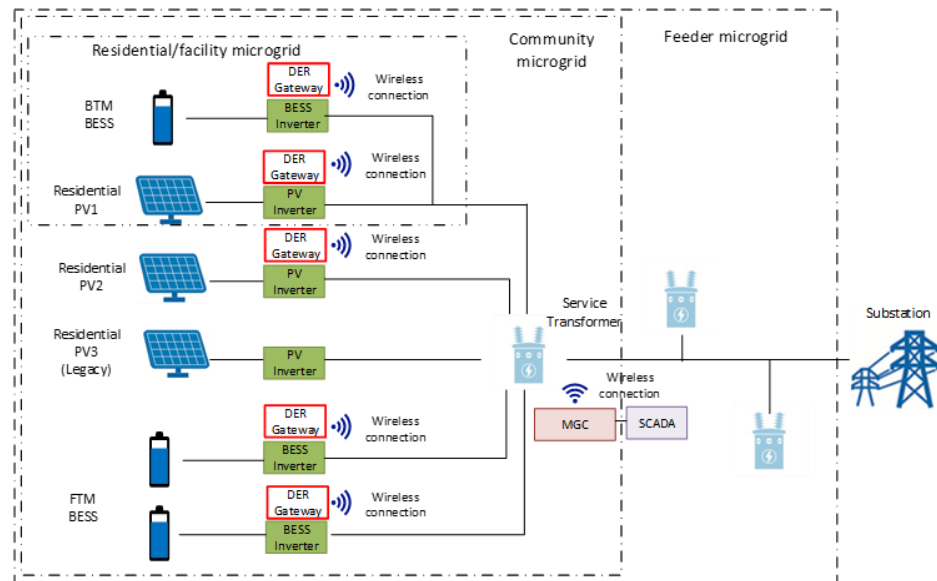 Residential/facility microgrid
Community
microgrid
Feeder microgrid
DER
Gateway
Wireless
connection
BTM
BESS
BESS
Inverter
DER
Gateway
Wireless
connection
Residential
PV1
PV
Inverter
DER
Gateway
Wireless
connection
Residential
PV2
PV
Inverter
Service
Transformer
Substation
Residential
PV3
(Legacy)
PV
Inverter
Wireless
connection
MGC
SCADA
DER
Gateway
Wireless
connection
BESS
Inverter
FTM
BESS
DER
Gateway
Wireless
connection
BESS
Inverter